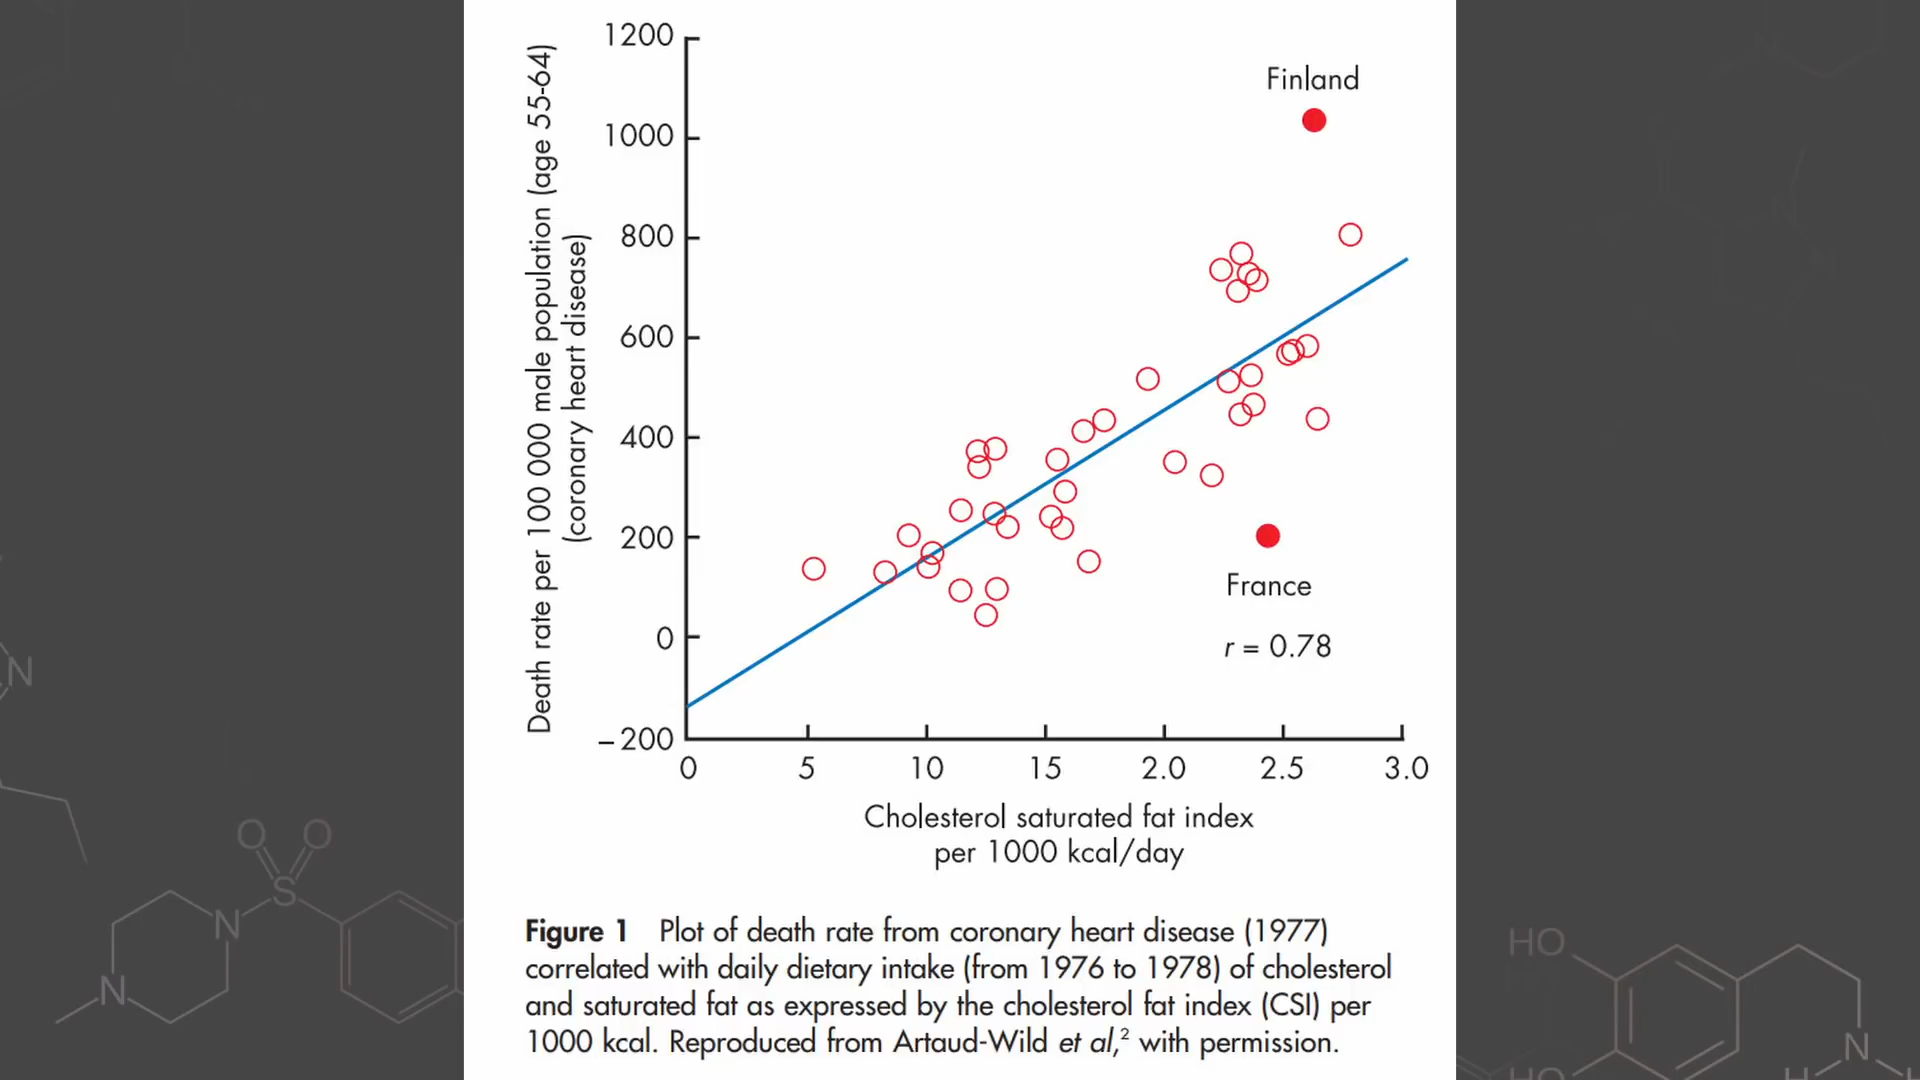 1200
1000
800
600
400
200
0
–200
Death rate per 100 000 male population (age 55-64)
(coronary heart disease)
Finland
France
r = 0.78
0 5 10 15 2.0 2.5 3.0
Cholesterol saturated fat index
per 1000 kcal/day
Figure 1 Plot of death rate from coronary heart disease (1977)
correlated with daily dietary intake (from 1976 to 1978) of cholesterol
and saturated fat as expressed by the cholesterol fat index (CSI) per
1000 kcal. Reproduced from Artaud-Wild et al,2 with permission.
N
O O
S
N
N
HO
HO
N
H